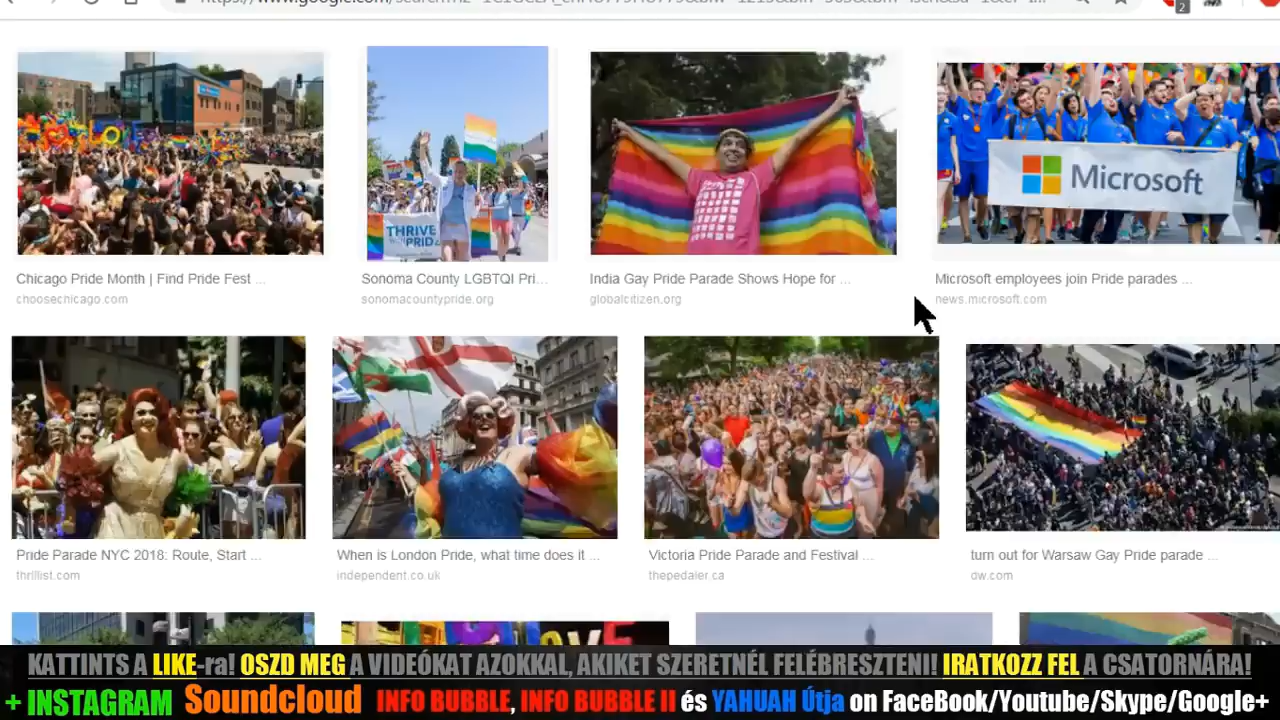 2
LOVE
THRIVE
PRIDE
Microsoft
Chicago Pride Month | Find Pride Fest ...
choosechicago.com
Sonoma County LGBTQI Pri...
sonomacountypride.org
India Gay Pride Parade Shows Hope for ...
globalcitizen.org
Microsoft employees join Pride parades ...
news.microsoft.com
Pride Parade NYC 2018: Route, Start ...
thrillist.com
When is London Pride, what time does it ...
independent.co.uk
Victoria Pride Parade and Festival ...
thepedaler.ca
turn out for Warsaw Gay Pride parade ...
dw.com
KATTINTS A LIKE-ra! OSZD MEG A VIDEÓKAT AZOKKAL, AKIKET SZERETNÉL FELÉBRESZTENI! IRATKOZZ FEL A CSATORNÁRA!
+ INSTAGRAM Soundcloud INFO BUBBLE, INFO BUBBLE II és YAHUAH Útja on FaceBook/Youtube/Skype/Google+